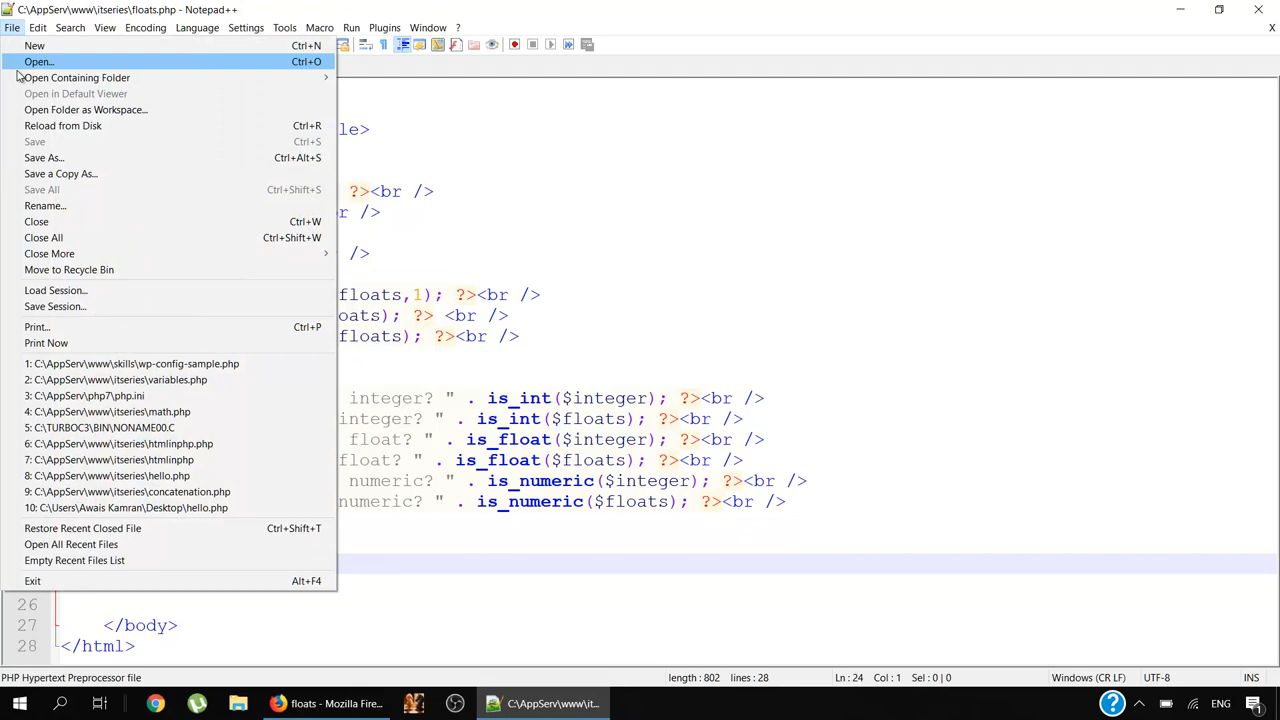 C:\AppServ\www\itseries\floats.php - Notepad++
File Edit Search View Encoding Language Settings Tools Macro Run Plugins Window ? X
New Ctrl+N
Open... Ctrl+O
Open Containing Folder
Open in Default Viewer
Open Folder as Workspace...
Reload from Disk Ctrl+R
Save Ctrl+S
Save As... Ctrl+Alt+S
Save a Copy As...
Save All Ctrl+Shift+S
Rename...
Close Ctrl+W
Close All Ctrl+Shift+W
Close More
Move to Recycle Bin
Load Session...
Save Session...
Print... Ctrl+P
Print Now
1: C:\AppServ\www\skills\wp-config-sample.php
2: C:\AppServ\www\itseries\variables.php
3: C:\AppServ\php7\php.ini
4: C:\AppServ\www\itseries\math.php
5: C:\TURBOC3\BIN\NONAME00.C
6: C:\AppServ\www\itseries\htmlinphp.php
7: C:\AppServ\www\itseries\htmlinphp
8: C:\AppServ\www\itseries\hello.php
9: C:\AppServ\www\itseries\concatenation.php
10: C:\Users\Awais Kamran\Desktop\hello.php
Restore Recent Closed File Ctrl+Shift+T
Open All Recent Files
Empty Recent Files List
Exit Alt+F4
le>
?><br />
r />
/>
floats,1); ?><br />
oats); ?> <br />
floats); ?><br />
integer? " . is_int($integer); ?><br />
integer? " . is_int($floats); ?><br />
float? " . is_float($integer); ?><br />
float? " . is_float($floats); ?><br />
numeric? " . is_numeric($integer); ?><br />
numeric? " . is_numeric($floats); ?><br />
26
27 </body>
28 </html>
PHP Hypertext Preprocessor file length : 802 lines : 28 Ln : 24 Col : 1 Sel : 0 | 0 Windows (CR LF) UTF-8 INS
floats - Mozilla Fire... C:\AppServ\www\it... ENG